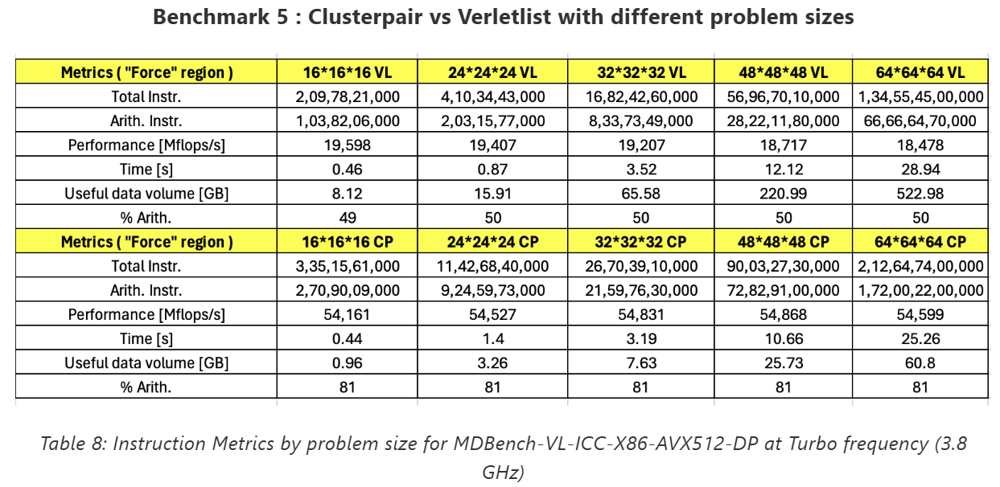 Benchmark 5 : Clusterpair vs Verletlist with different problem sizes
Metrics ( "Force" region ) 16*16*16 VL 24*24*24 VL 32*32*32 VL 48*48*48 VL 64*64*64 VL
Total Instr. 2,09,78,21,000 4,10,34,43,000 16,82,42,60,000 56,96,70,10,000 1,34,55,45,00,000
Arith. Instr. 1,03,82,06,000 2,03,15,77,000 8,33,73,49,000 28,22,11,80,000 66,66,64,70,000
Performance [Mflops/s] 19,598 19,407 19,207 18,717 18,478
Time [s] 0.46 0.87 3.52 12.12 28.94
Useful data volume [GB] 8.12 15.91 65.58 220.99 522.98
% Arith. 49 50 50 50 50
Metrics ( "Force" region ) 16*16*16 CP 24*24*24 CP 32*32*32 CP 48*48*48 CP 64*64*64 CP
Total Instr. 3,35,15,61,000 11,42,68,40,000 26,70,39,10,000 90,03,27,30,000 2,12,64,74,00,000
Arith. Instr. 2,70,90,09,000 9,24,59,73,000 21,59,76,30,000 72,82,91,00,000 1,72,00,22,00,000
Performance [Mflops/s] 54,161 54,527 54,831 54,868 54,599
Time [s] 0.44 1.4 3.19 10.66 25.26
Useful data volume [GB] 0.96 3.26 7.63 25.73 60.8
% Arith. 81 81 81 81 81
Table 8: Instruction Metrics by problem size for MDBench-VL-ICC-X86-AVX512-DP at Turbo frequency (3.8
GHz)